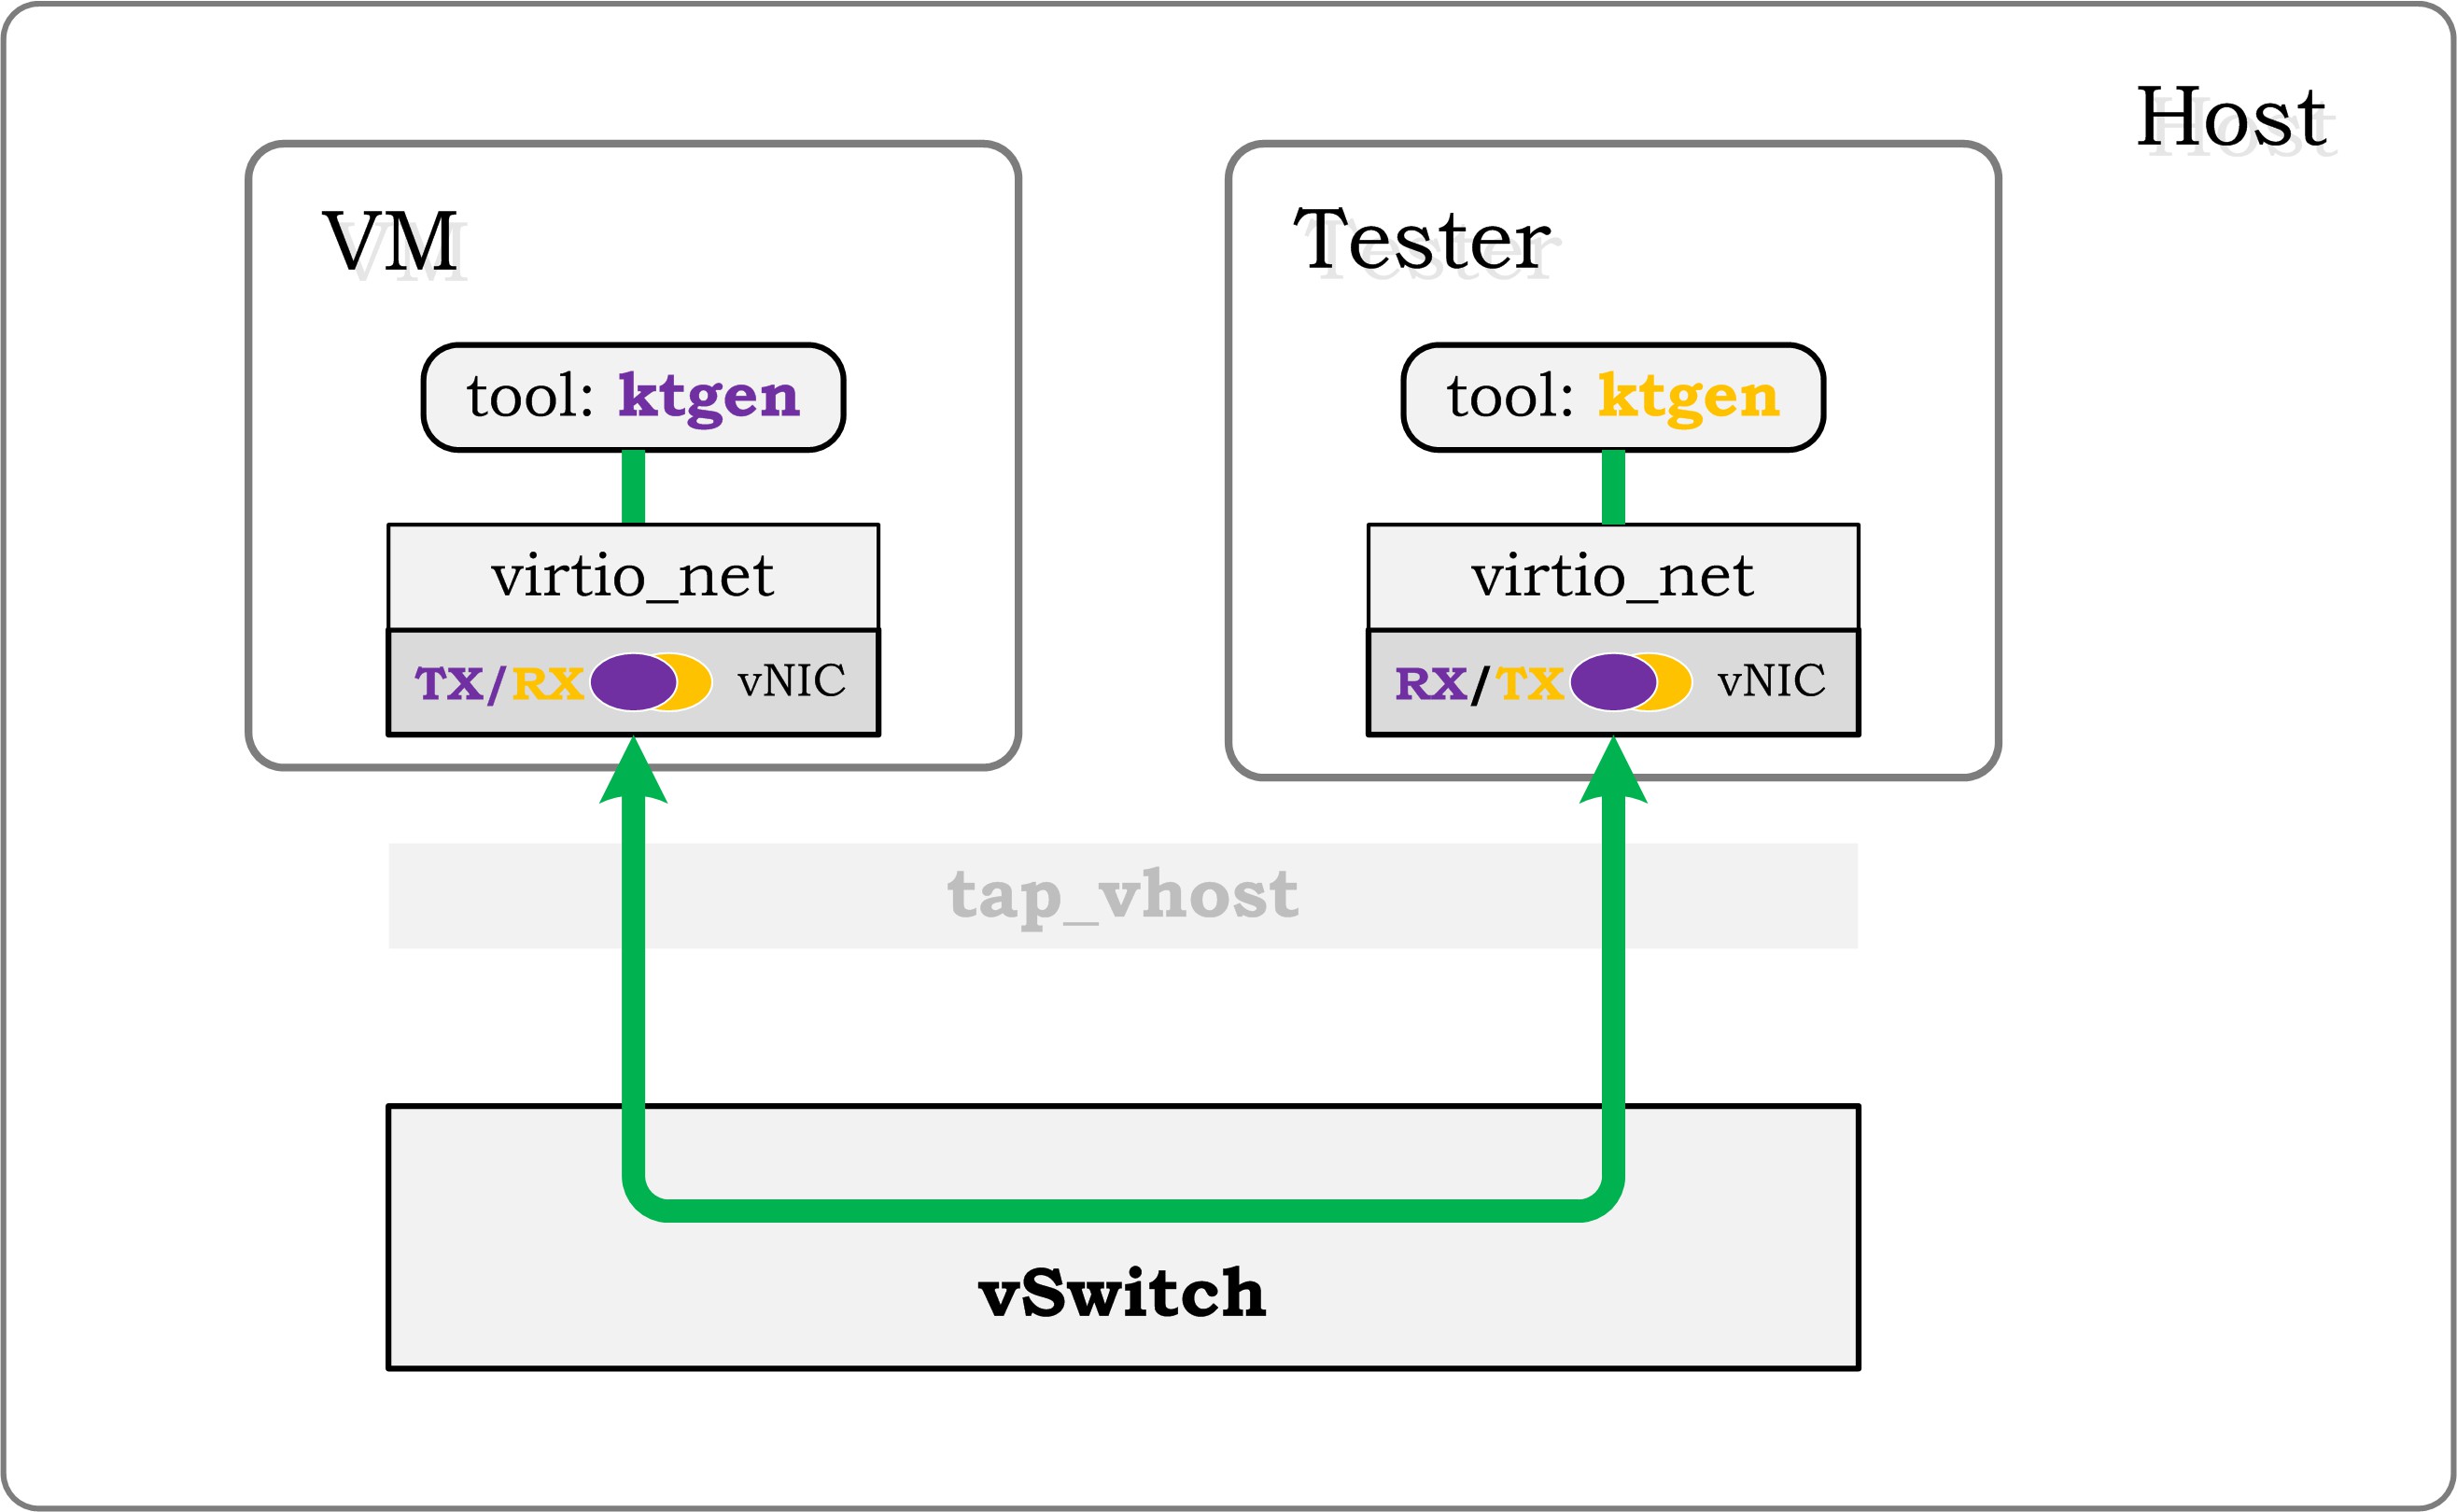 Host
VM
Tester
tool: ktgen
tool: ktgen
virtio_net
virtio_net
TX/RX vNIC
RX/TX vNIC
tap_vhost
vSwitch